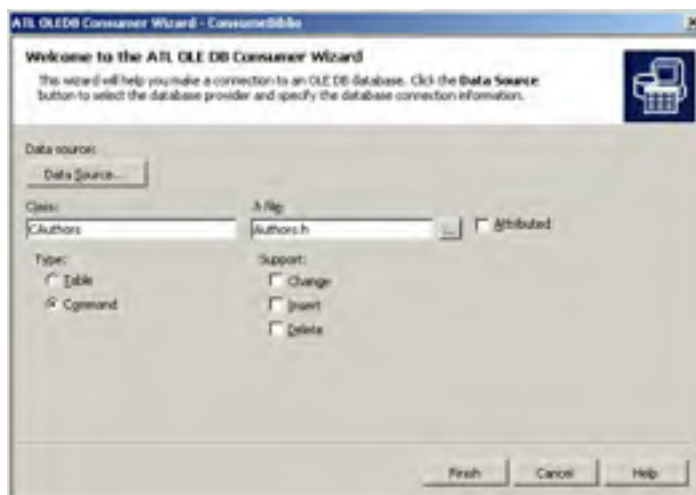 ATL OLEDB Consumer Wizard - ConsumeBiblio
Welcome to the ATL OLE DB Consumer Wizard
This wizard will help you make a connection to an OLE DB database. Click the Data Source
button to select the database provider and specify the database connection information.
Data source:
Data Source...
Class:
.h file:
CAuthors
Authors.h
...
Attributed
Type:
Support:
Table
Change
Command
Insert
Delete
Finish
Cancel
Help